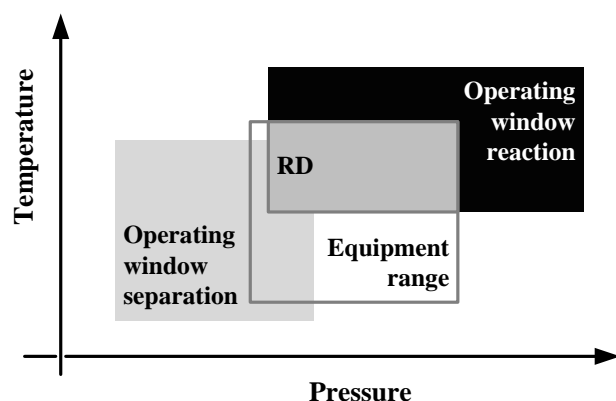 Temperature
Operating
window
reaction
RD
Operating
window
separation
Equipment
range
Pressure